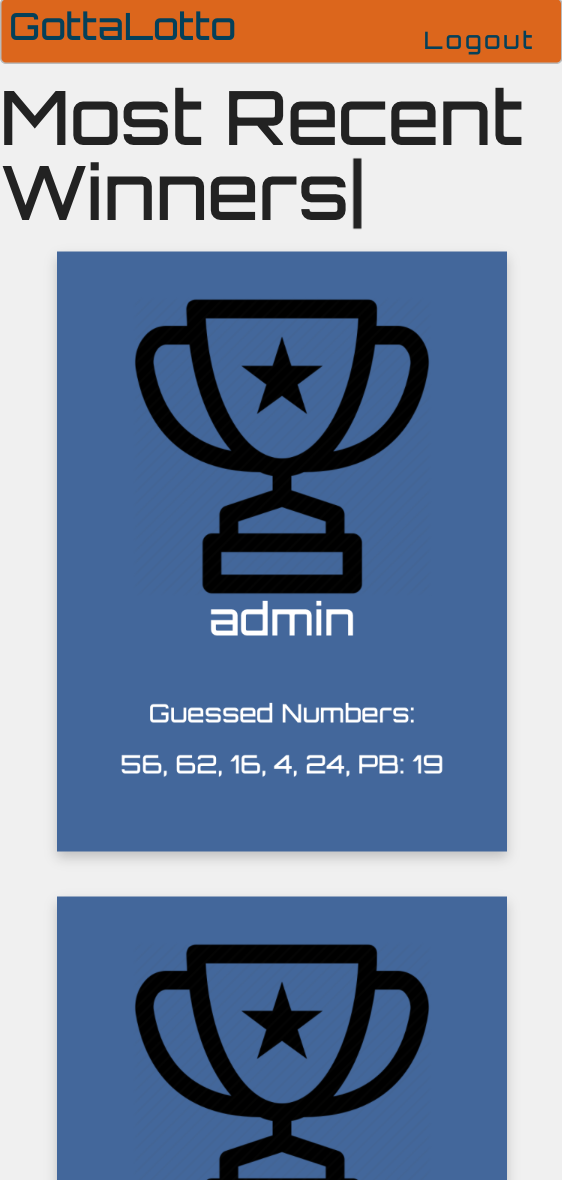 GottaLotto
Logout
Most Recent
Winners|
admin
Guessed Numbers:
56, 62, 16, 4, 24, PB: 19